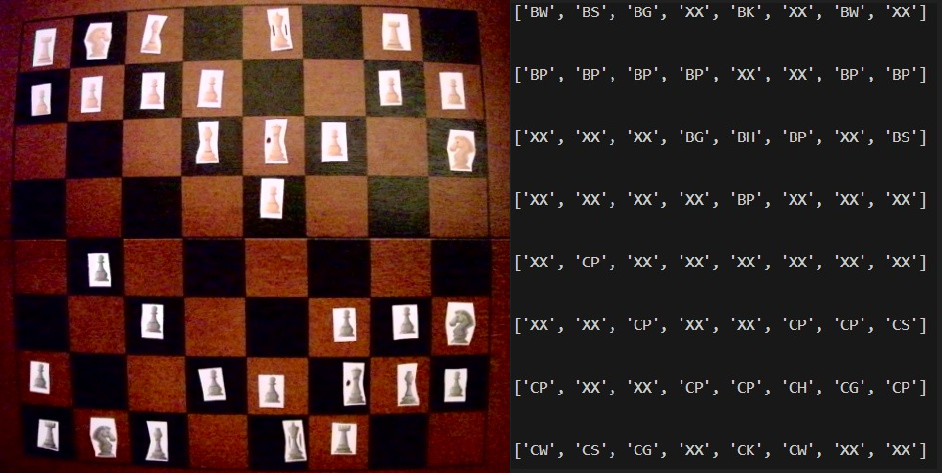 ['BW', 'BS', 'BG', 'XX', 'BK', 'XX', 'BW', 'XX']
['BP', 'BP', 'BP', 'BP', 'XX', 'XX', 'BP', 'BP']
['XX', 'XX', 'XX', 'BG', 'BH', 'BP', 'XX', 'BS']
['XX', 'XX', 'XX', 'XX', 'BP', 'XX', 'XX', 'XX']
['XX', 'CP', 'XX', 'XX', 'XX', 'XX', 'XX', 'XX']
['XX', 'XX', 'CP', 'XX', 'XX', 'CP', 'CP', 'CS']
['CP', 'XX', 'XX', 'CP', 'CP', 'CH', 'CG', 'CP']
['CW', 'CS', 'CG', 'XX', 'CK', 'CW', 'XX', 'XX']